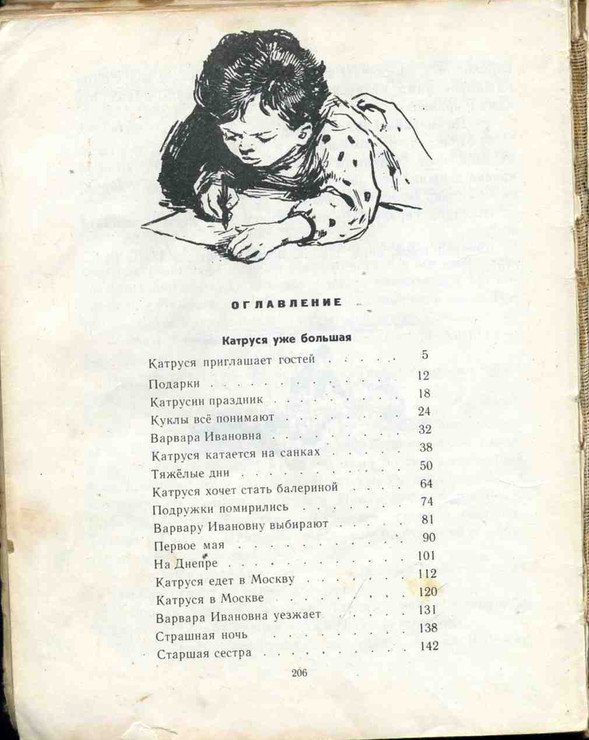 ОГЛАВЛЕНИЕ
Катруся уже большая
Катруся приглашает гостей . . . . . 5
Подарки . . . . . . . . . . 12
Катрусин праздник . . . . . . . 18
Куклы всё понимают . . . . . . . 24
Варвара Ивановна . . . . . . . . 32
Катруся катается на санках . . . . 38
Тяжёлые дни . . . . . . . . . 50
Катруся хочет стать балериной . . . . 64
Подружки помирились . . . . . . 74
Варвару Ивановну выбирают . . . . . 81
Первое мая . . . . . . . . . 90
На Днепре . . . . . . . . . . 101
Катруся едет в Москву . . . . . . 112
Катруся в Москве . . . . . . . 120
Варвара Ивановна уезжает . . . . . 131
Страшная ночь . . . . . . . 138
Старшая сестра . . . . . . . . 142
206